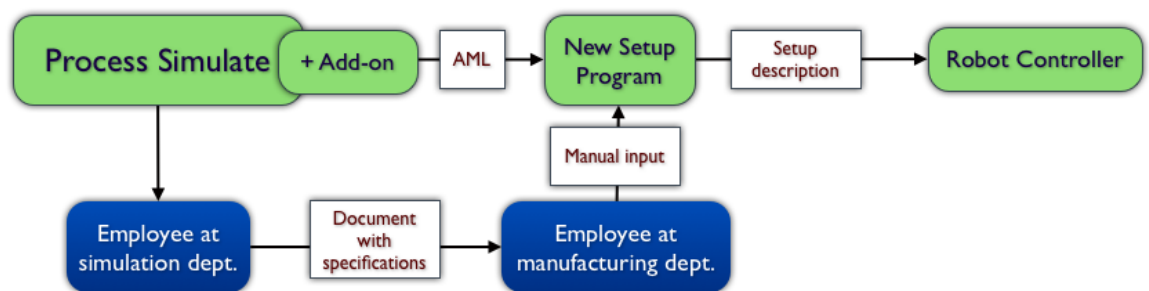 Process Simulate
+ Add-on
AML
New Setup
Program
Setup
description
Robot Controller
Manual input
Employee at
simulation dept.
Document
with
specifications
Employee at
manufacturing dept.